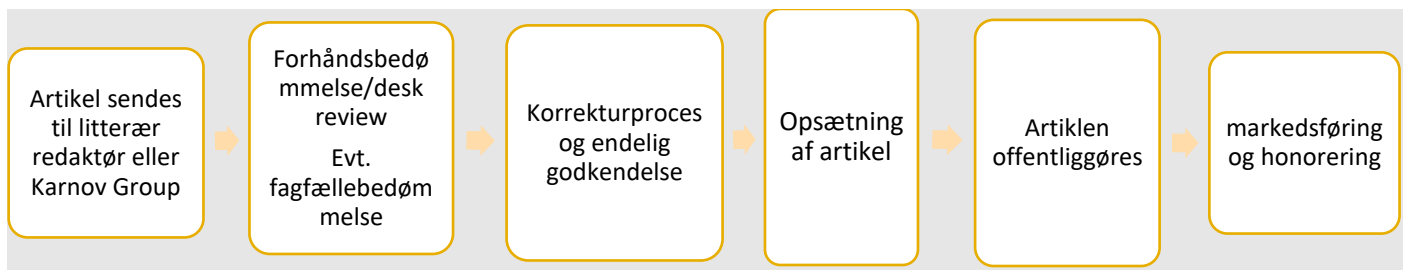 Artikel sendes
til litterær
redaktør eller
Karnov Group
Forhåndsbedø
mmelse/desk
review
Evt.
fagfællebedøm
mmelse
Korrekturproces
og endelig
godkendelse
Opsætning
af artikel
Artiklen
offentliggøres
markedsføring
og honorering